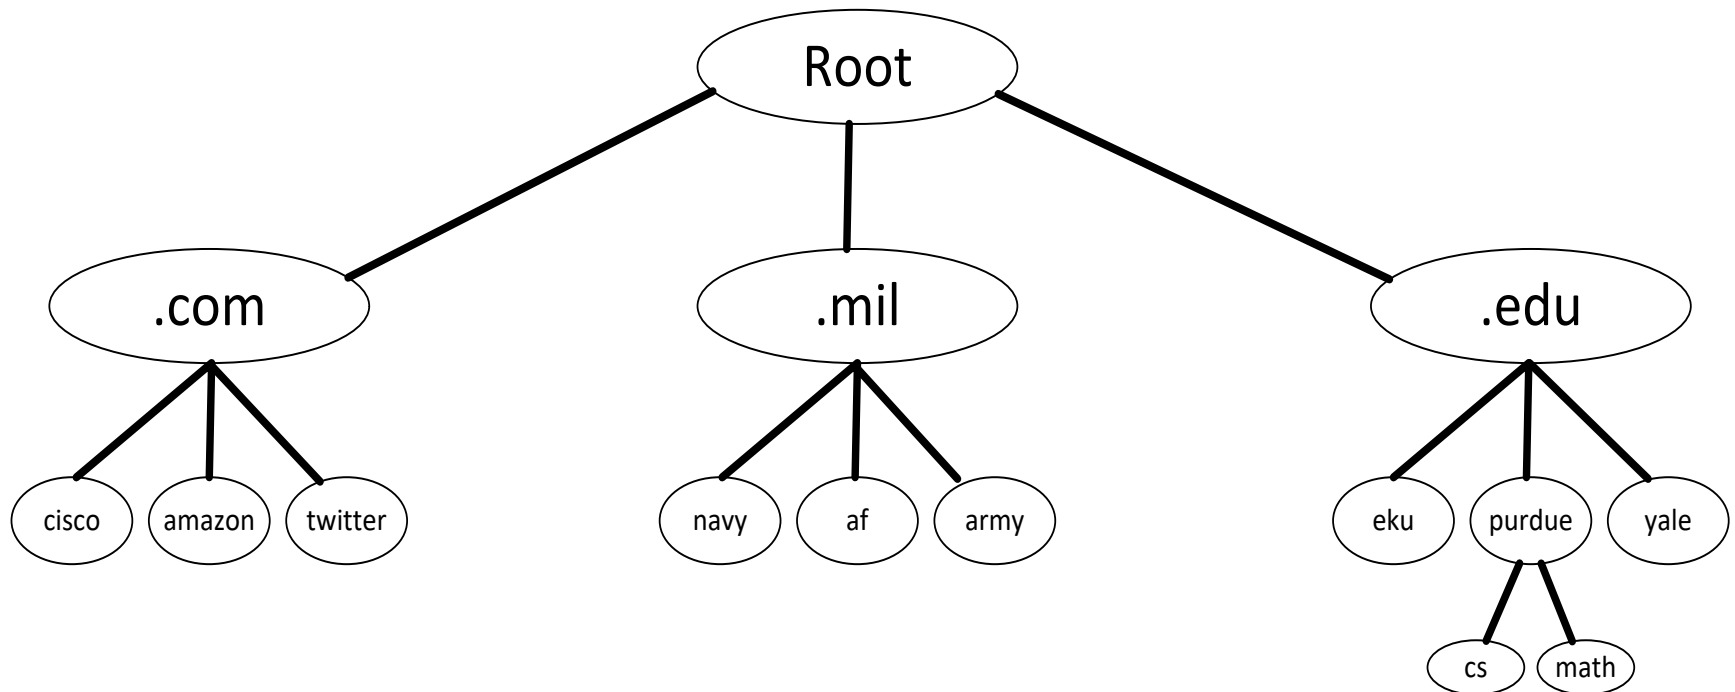 Root
.com
.mil
.edu
cisco
amazon
twitter
navy
af
army
eku
purdue
yale
cs
math